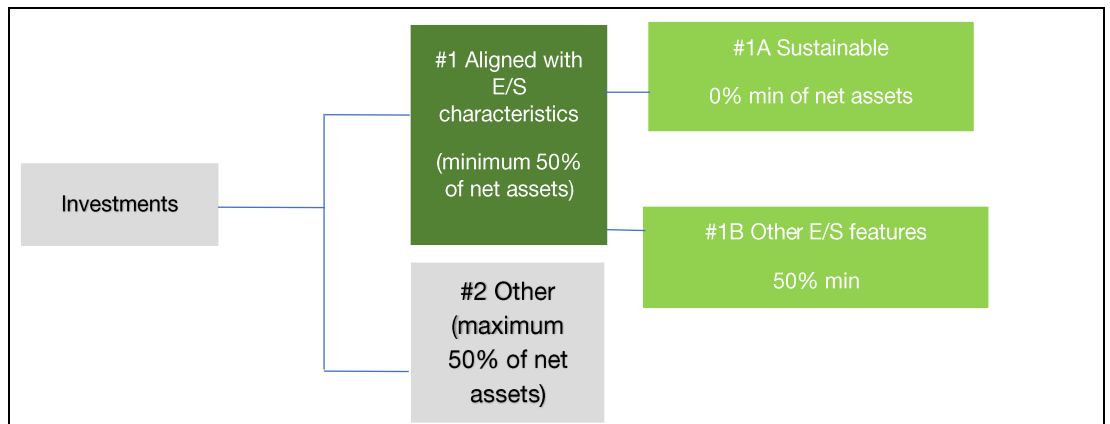 Investments
#1 Aligned with
E/S
characteristics
(minimum 50%
of net assets)
#1A Sustainable
0% min of net assets
#1B Other E/S features
50% min
#2 Other
(maximum
50% of net
assets)